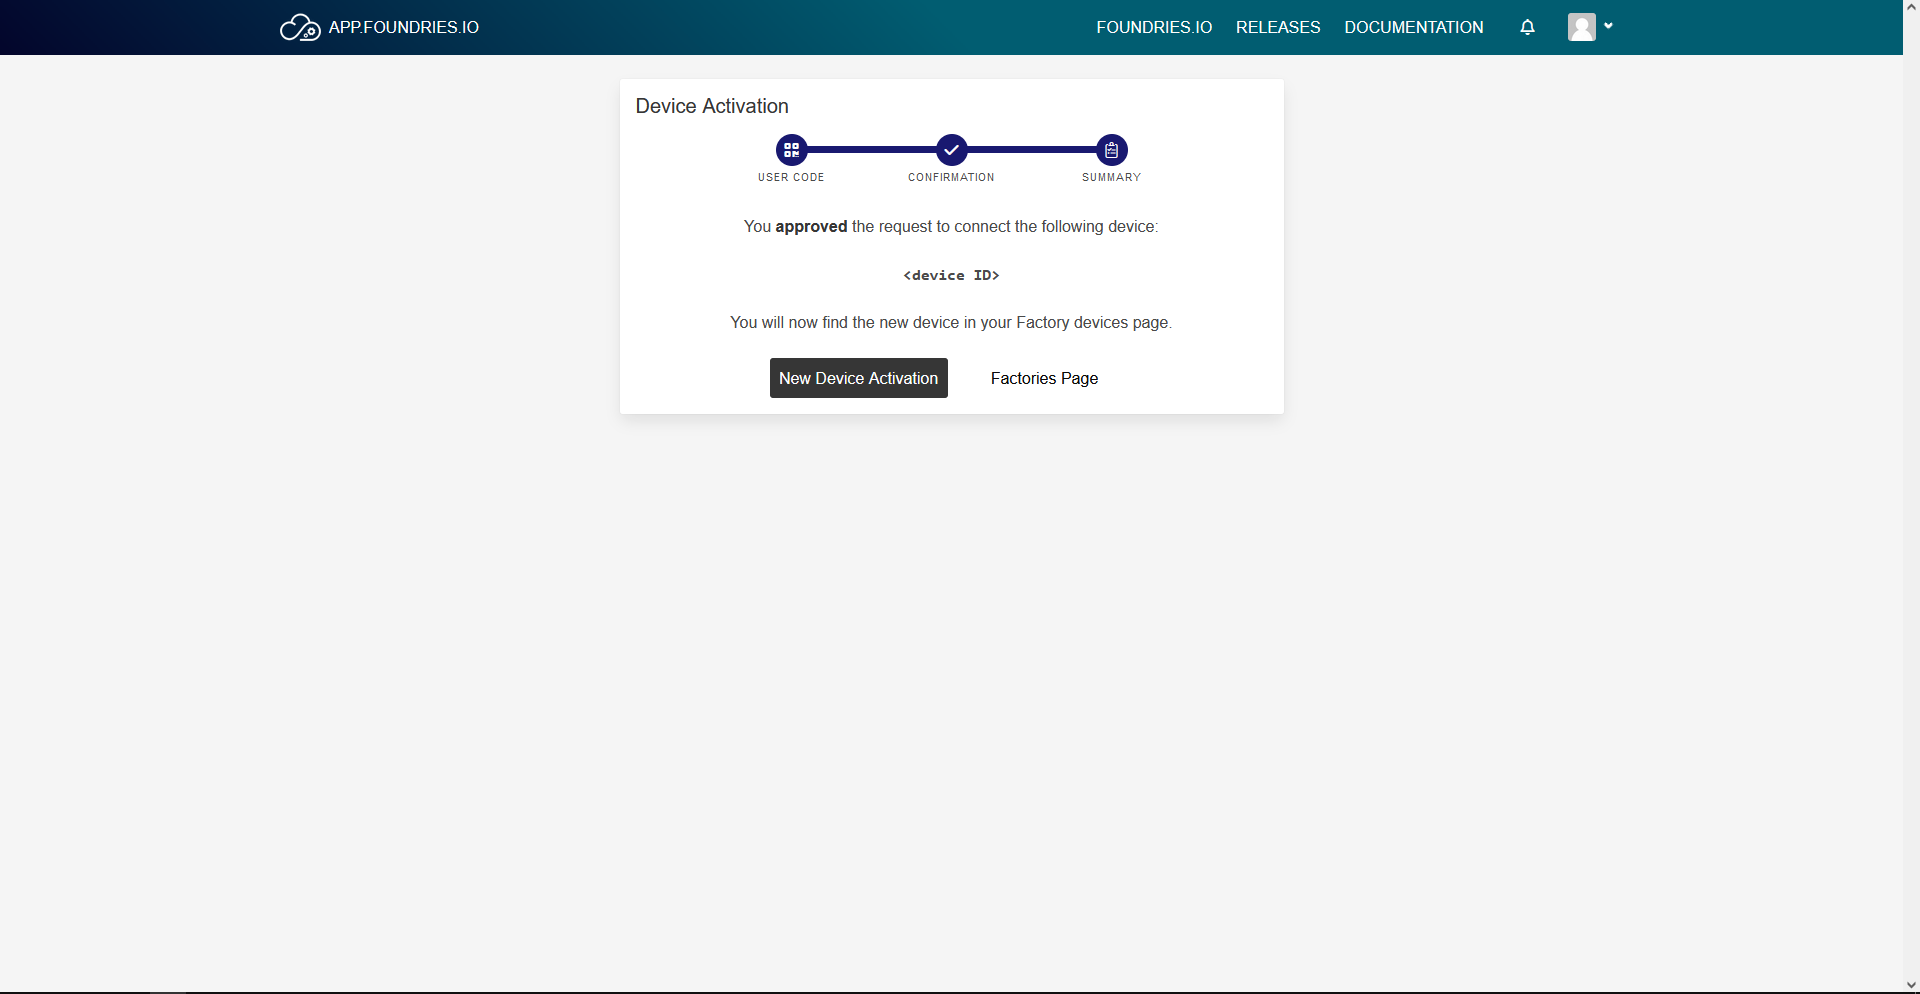 APP.FOUNDRIES.IO
FOUNDRIES.IO RELEASES DOCUMENTATION
Device Activation
USER CODE CONFIRMATION SUMMARY
You approved the request to connect the following device:
<device ID>
You will now find the new device in your Factory devices page.
New Device Activation Factories Page